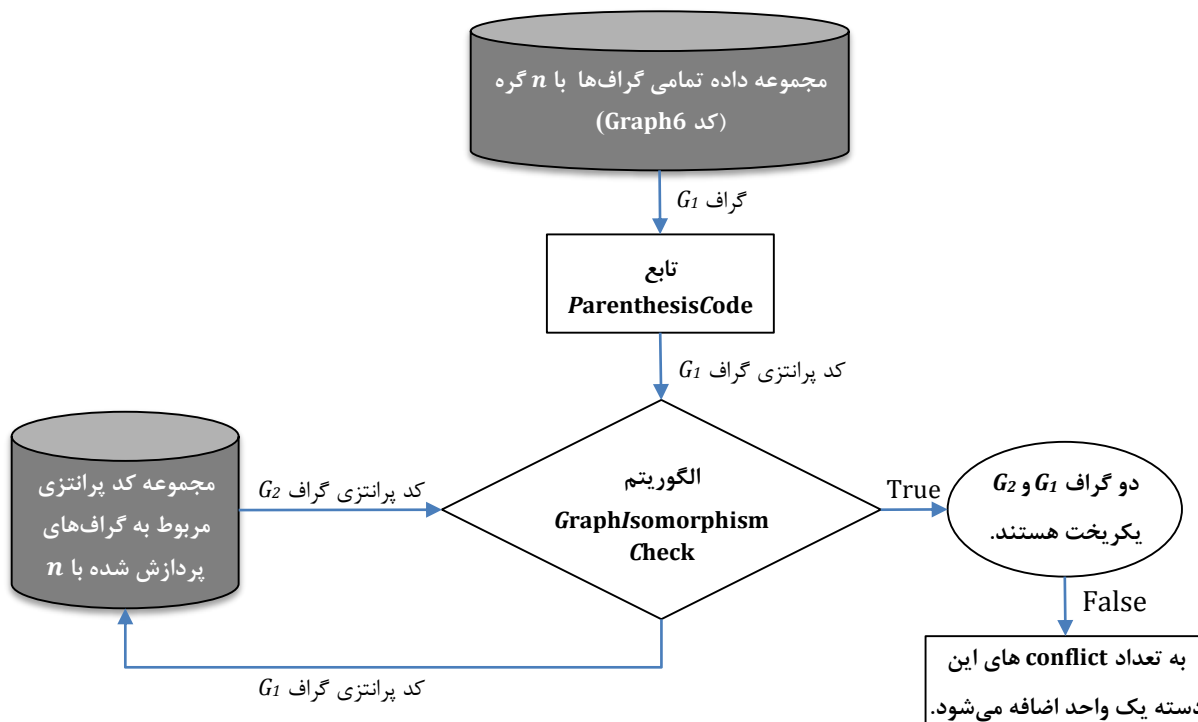 مجموعه داده تمامی گراف‌ها با n گره
(کد Graph6)
گراف G1
تابع
ParenthesisCode
کد پرانتزی گراف G1
مجموعه کد پرانتزی
مربوط به گراف‌های
پردازش شده با n
کد پرانتزی گراف G2
الگوریتم
GraphIsomorphism
Check
True
دو گراف G1 و G2
یکریخت هستند.
False
به تعداد conflict های این
دسته یک واحد اضافه می‌شود.
کد پرانتزی گراف G1